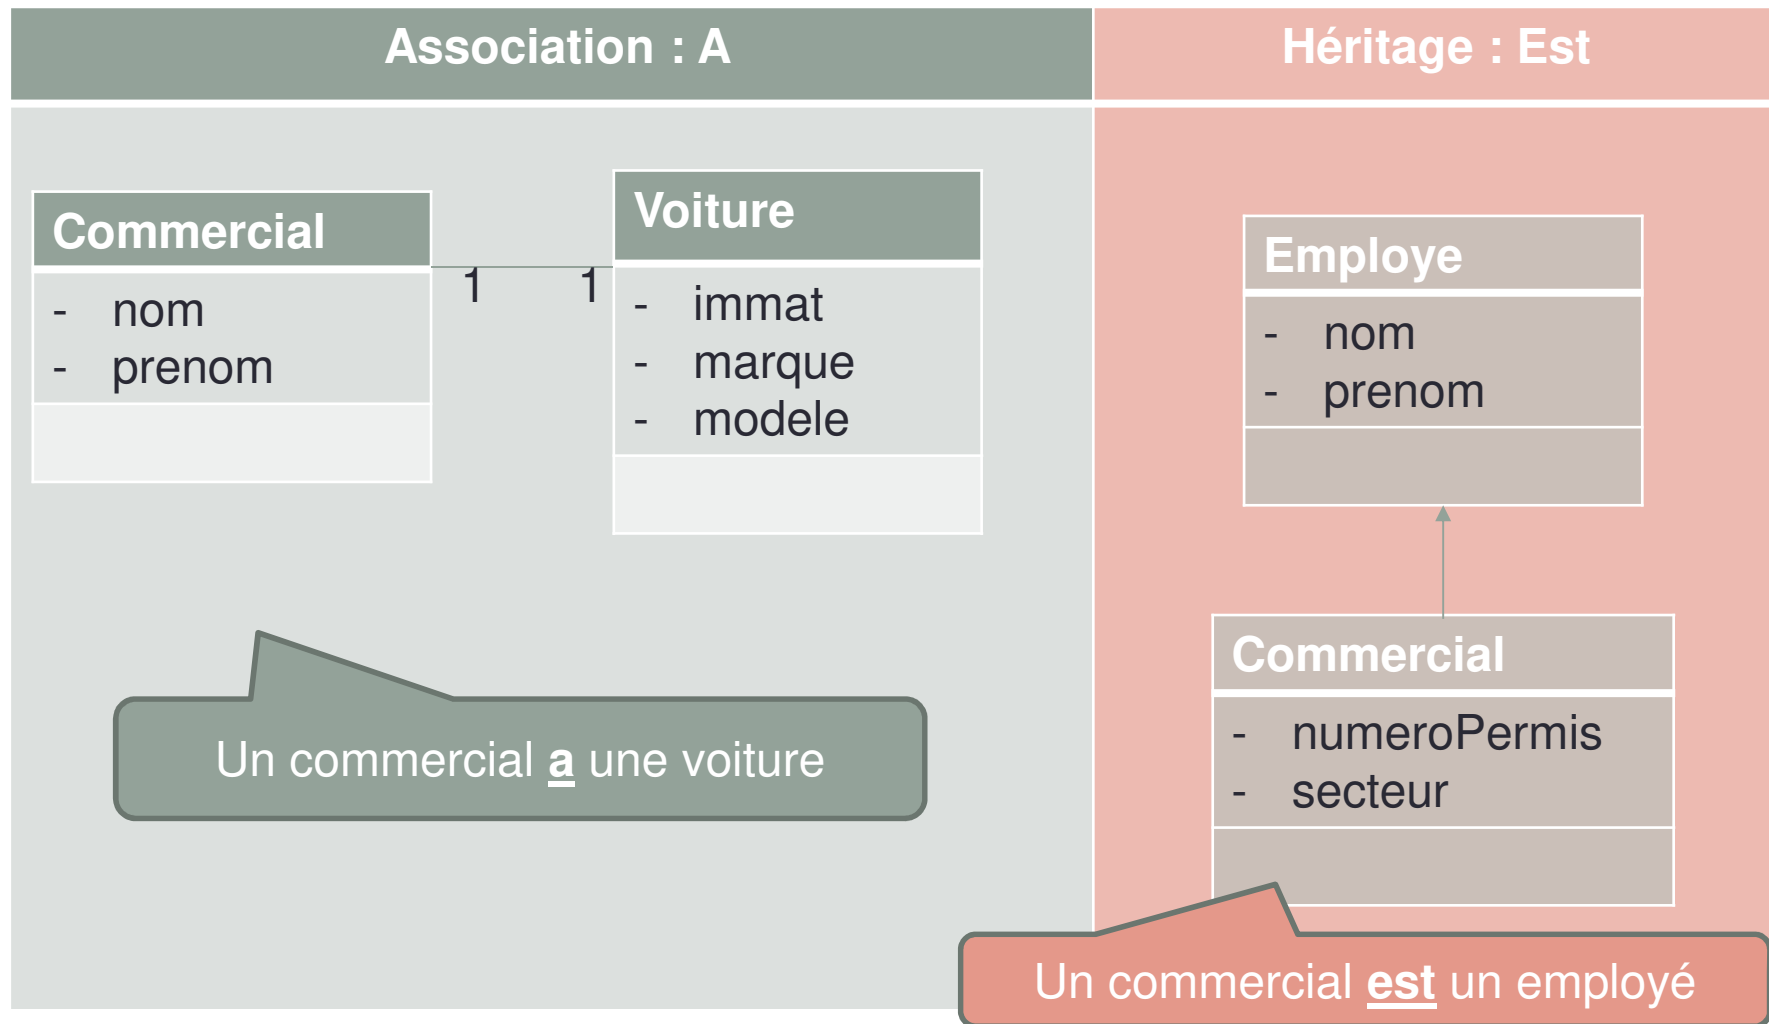 Association : A
Héritage : Est
Commercial
- nom
- prenom
1 1
Voiture
- immat
- marque
- modele
Un commercial a une voiture
Employe
- nom
- prenom
Commercial
- numeroPermis
- secteur
Un commercial est un employé